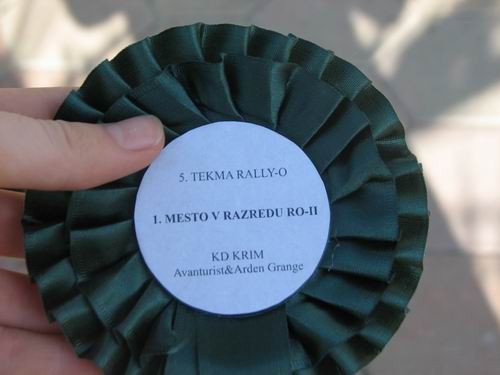 5. TEKMA RALLY-O
1. MESTO V RAZREDU RO-II
KD KRIM
Avanturist&Arden Grange